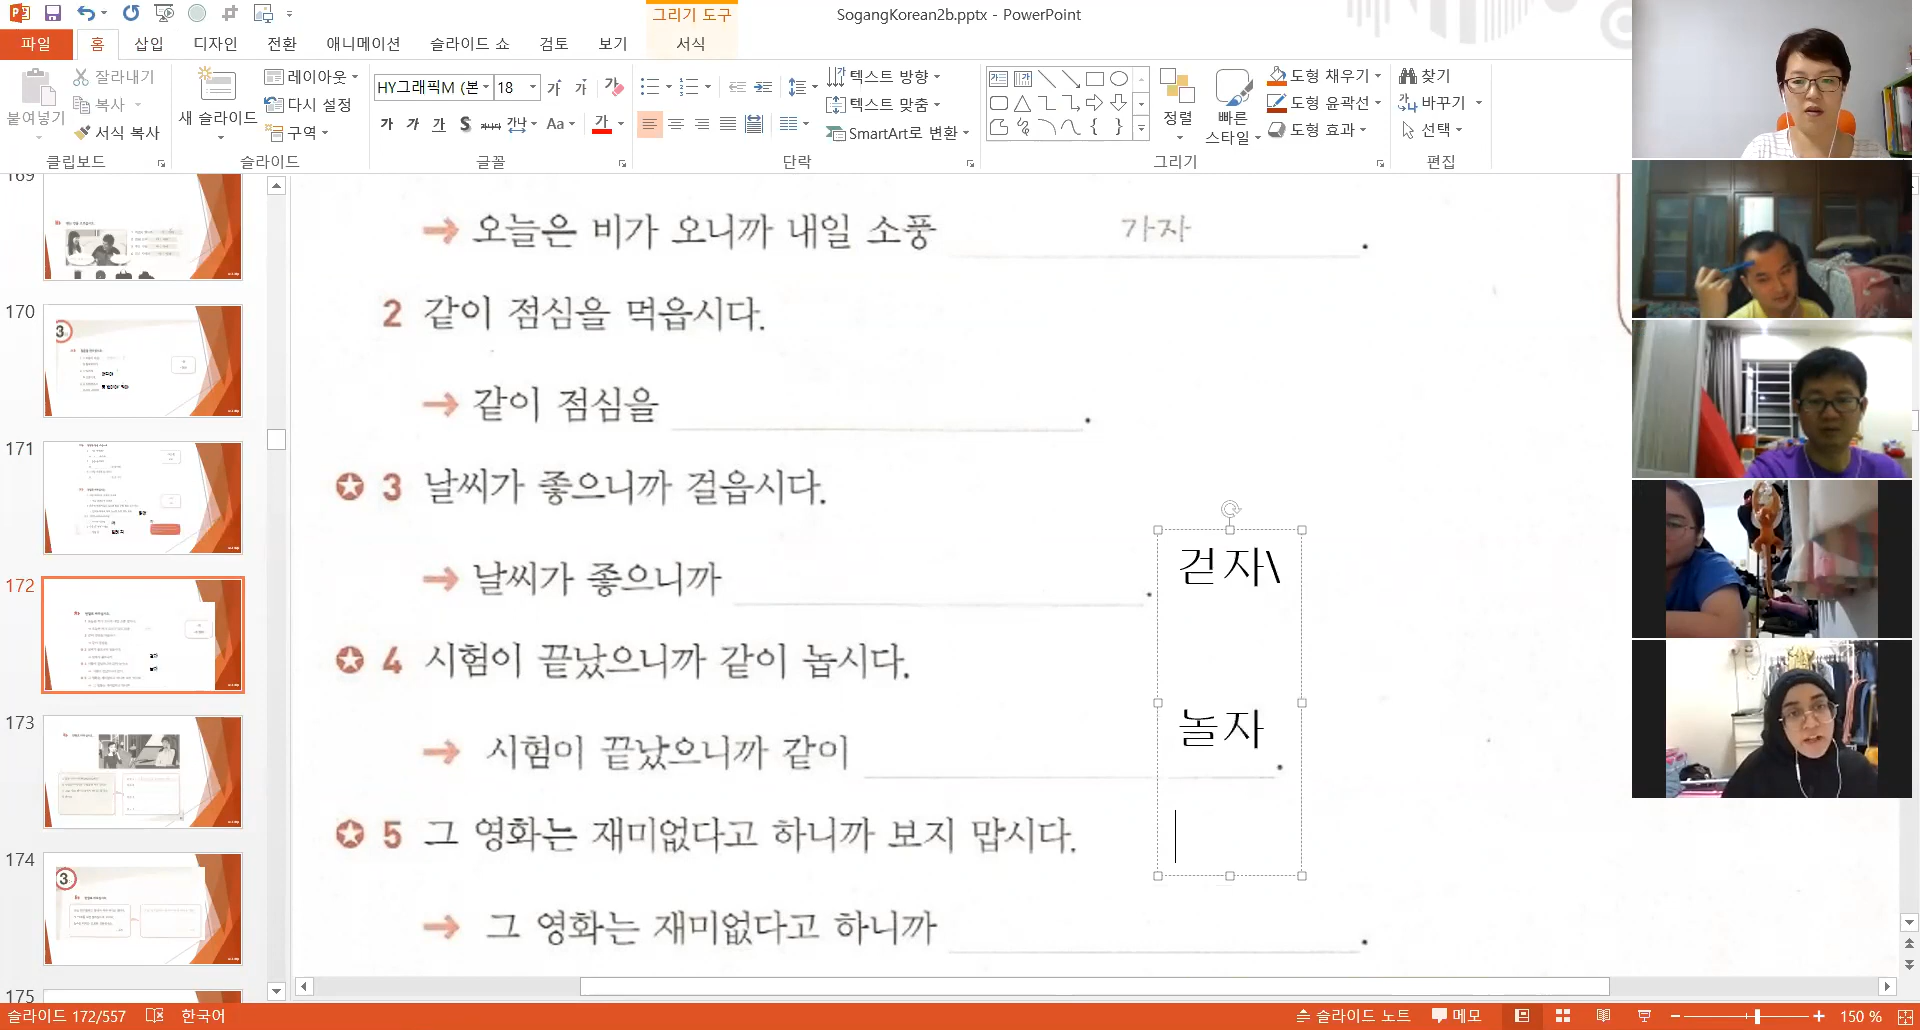 SogangKorean2b.pptx - PowerPoint
그리기 도구
파일
홈
삽입
디자인
전환
애니메이션
슬라이드 쇼
검토
보기
서식
붙여넣기
잘라내기
복사
서식 복사
클립보드
새 슬라이드
레이아웃
다시 설정
구역
슬라이드
HY그래픽M (본
18
가 가 가 S 가나다 간낫 Aa 가
글꼴
텍스트 방향
텍스트 맞춤
SmartArt로 변환
단락
정렬
빠른
스타일
도형 채우기
도형 윤곽선
도형 효과
그리기
찾기
바꾸기
선택
편집
169
170
171
172
173
174
175
→ 오늘은 비가 오니까 내일 소풍 가자 .
2 같이 점심을 먹읍시다.
→ 같이 점심을 .
3 날씨가 좋으니까 걸읍시다.
→ 날씨가 좋으니까 . 걷자\
4 시험이 끝났으니까 같이 놉시다.
→ 시험이 끝났으니까 같이 놀자 .
5 그 영화는 재미없다고 하니까 보지 맙시다.
→ 그 영화는 재미없다고 하니까 .
슬라이드 172/557
한국어
슬라이드 노트
메모
150 %